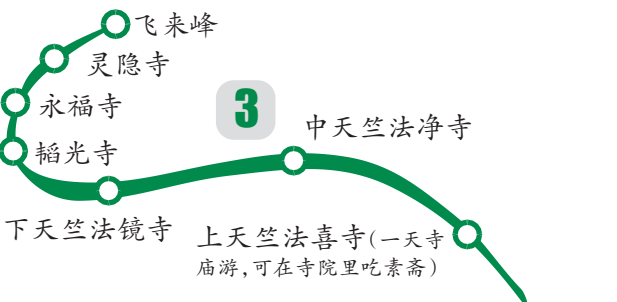 飞来峰
灵隐寺
永福寺
3
中天竺法净寺
韬光寺
下天竺法镜寺
上天竺法喜寺(一天寺
庙游,可在寺院里吃素斋)